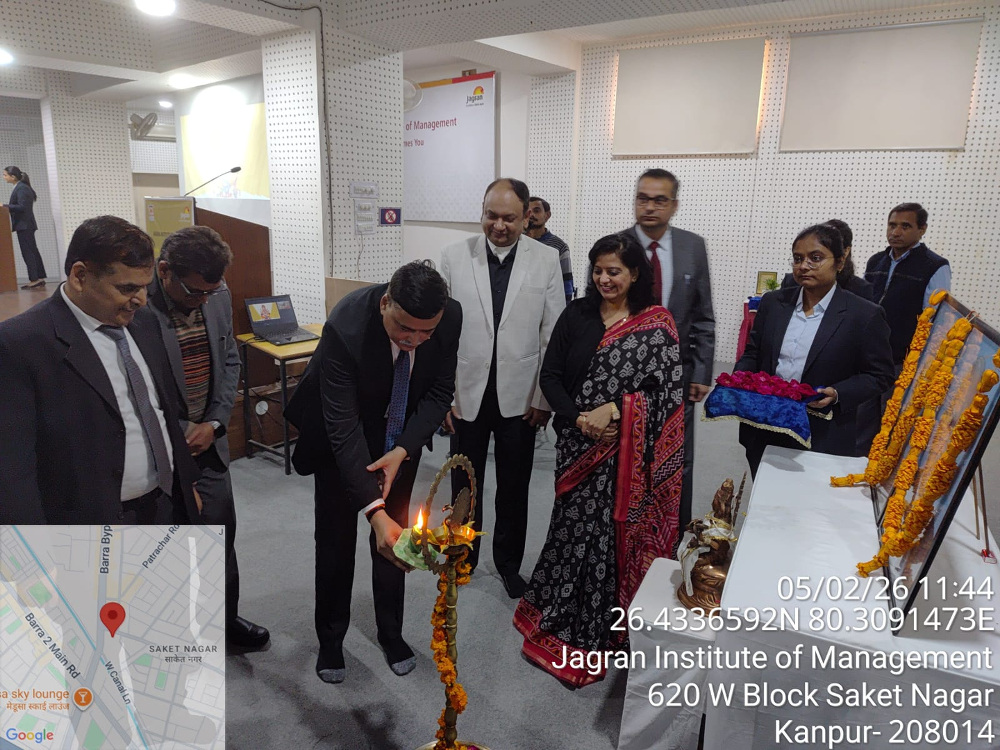 Jagran
of Management
mes You
Barra Byp
Patrachar Ro
Barra 2 Main Rd
SAKET NAGAR
साकेत नगर
W.Canal Ln
sa sky lounge
मेडूसा स्काई लाउंज
Google
05/02/26 11:44
26.4336592N 80.3091473E
Jagran Institute of Management
620 W Block Saket Nagar
Kanpur- 208014